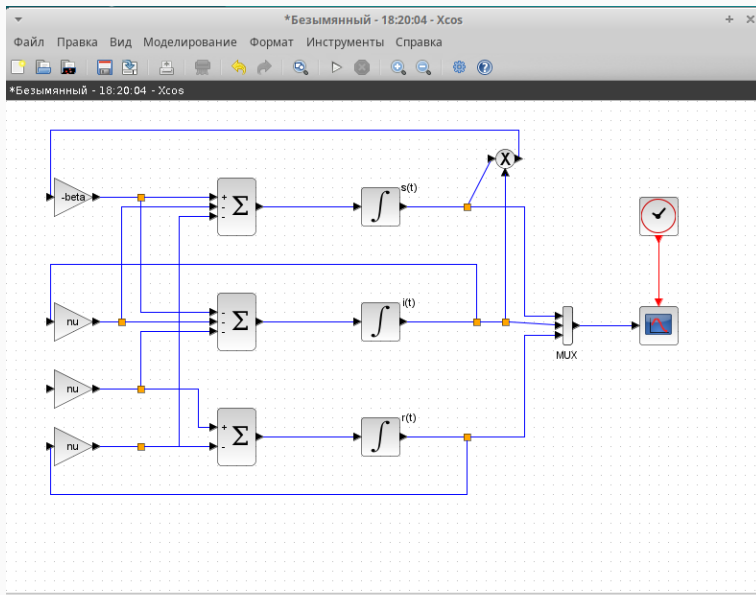 *Безымянный - 18:20:04 - Xcos
Файл Правка Вид Моделирование Формат Инструменты Справка
*Безымянный - 18:20:04 - Xcos
X
s(t)
-beta
+
-
-
Σ
∫
i(t)
nu
-
-
-
Σ
∫
MUX
nu
r(t)
+
-
Σ
∫
nu